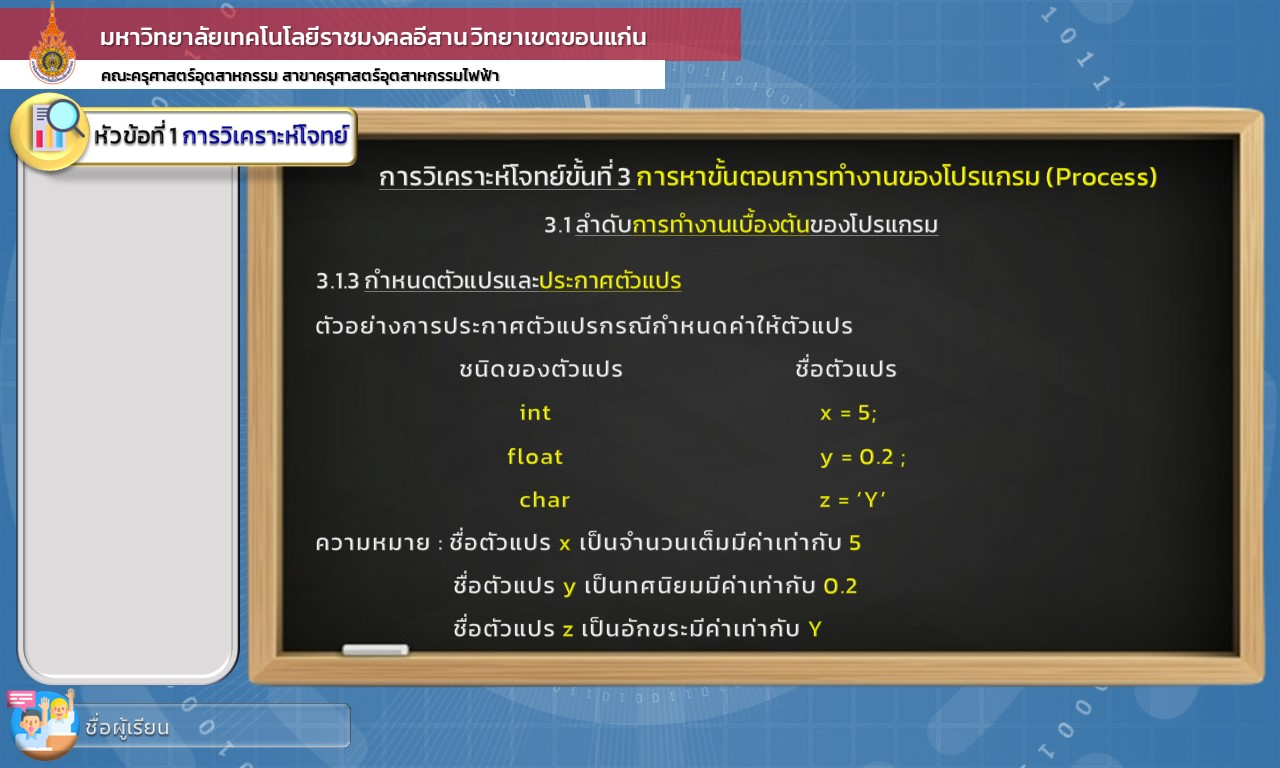 มหาวิทยาลัยเทคโนโลยีราชมงคลอีสาน วิทยาเขตขอนแก่น
คณะครุศาสตร์อุตสาหกรรม สาขาครุศาสตร์อุตสาหกรรมไฟฟ้า
หัวข้อที่ 1 การวิเคราะห์โจทย์
การวิเคราะห์โจทย์ขั้นที่ 3 การหาขั้นตอนการทำงานของโปรแกรม (Process)
3.1 ลำดับการทำงานเบื้องต้นของโปรแกรม
3.1.3 กำหนดตัวแปรและประกาศตัวแปร
ตัวอย่างการประกาศตัวแปรกรณีกำหนดค่าให้ตัวแปร
ชนิดของตัวแปร ชื่อตัวแปร
int x = 5;
float y = 0.2 ;
char z = ‘Y’
ความหมาย : ชื่อตัวแปร x เป็นจำนวนเต็มมีค่าเท่ากับ 5
ชื่อตัวแปร y เป็นทศนิยมมีค่าเท่ากับ 0.2
ชื่อตัวแปร z เป็นอักขระมีค่าเท่ากับ Y
ชื่อผู้เรียน